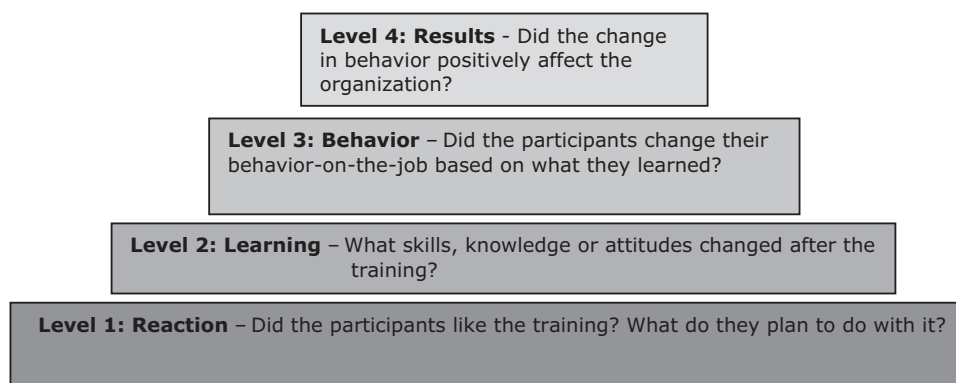 Level 4: Results - Did the change
in behavior positively affect the
organization?
Level 3: Behavior – Did the participants change their
behavior-on-the-job based on what they learned?
Level 2: Learning – What skills, knowledge or attitudes changed after the
training?
Level 1: Reaction – Did the participants like the training? What do they plan to do with it?